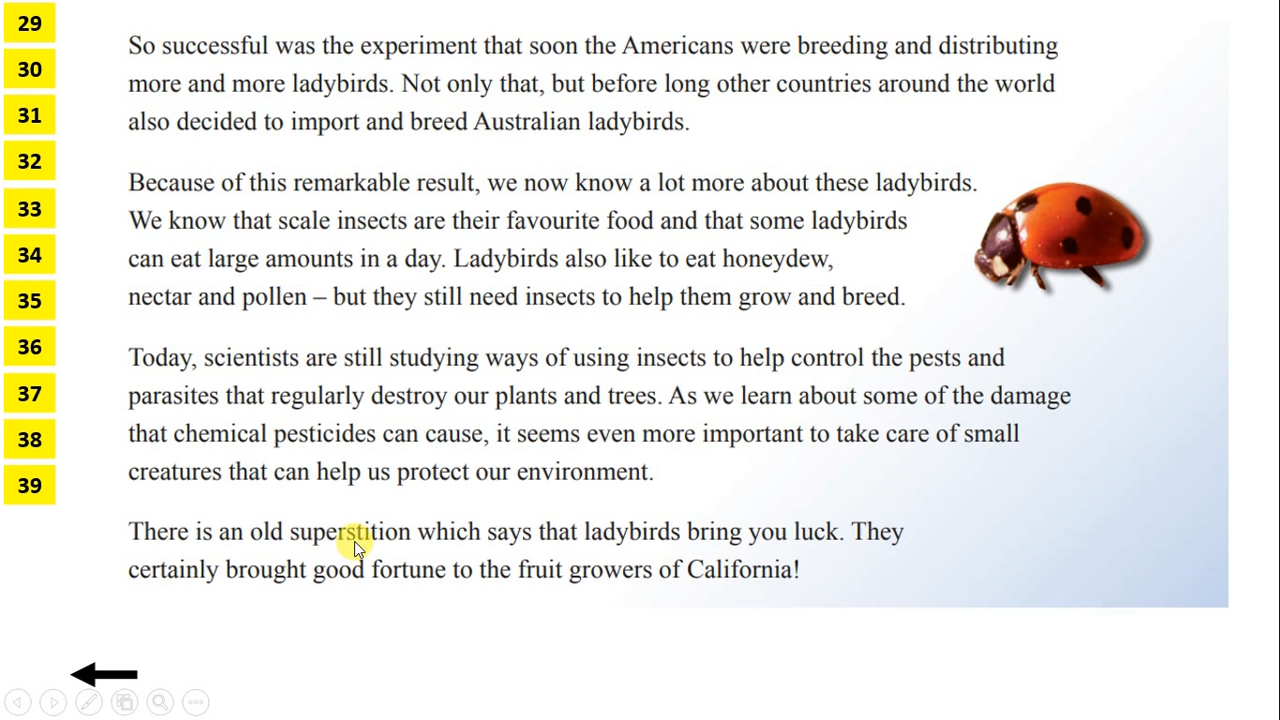 29
30
31
32
33
34
35
36
37
38
39
So successful was the experiment that soon the Americans were breeding and distributing
more and more ladybirds. Not only that, but before long other countries around the world
also decided to import and breed Australian ladybirds.
Because of this remarkable result, we now know a lot more about these ladybirds.
We know that scale insects are their favourite food and that some ladybirds
can eat large amounts in a day. Ladybirds also like to eat honeydew,
nectar and pollen – but they still need insects to help them grow and breed.
Today, scientists are still studying ways of using insects to help control the pests and
parasites that regularly destroy our plants and trees. As we learn about some of the damage
that chemical pesticides can cause, it seems even more important to take care of small
creatures that can help us protect our environment.
There is an old superstition which says that ladybirds bring you luck. They
certainly brought good fortune to the fruit growers of California!